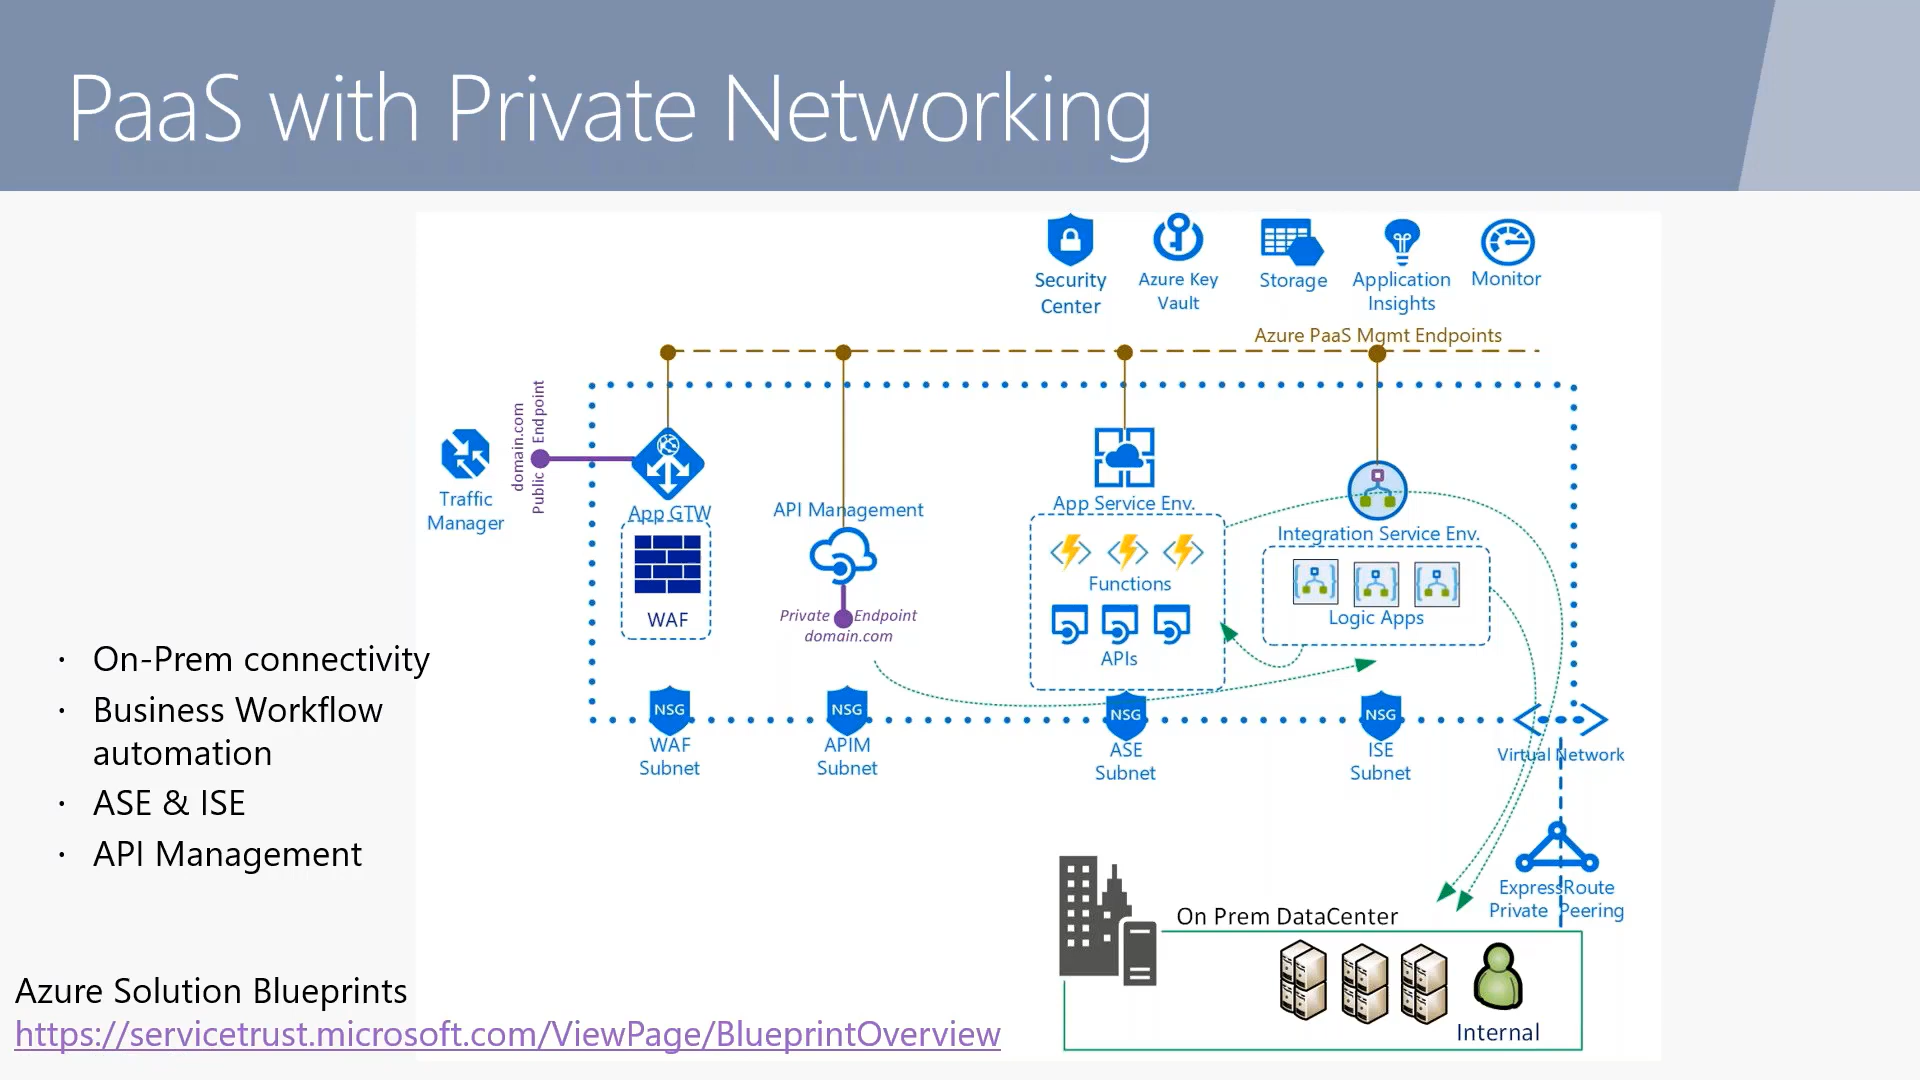 PaaS with Private Networking
Security
Center
Azure Key
Vault
Storage
Application
Insights
Monitor
Azure PaaS Mgmt Endpoints
Traffic
Manager
domain.com
Public Endpoint
App GTW
WAF
API Management
Private Endpoint
domain.com
App Service Env.
Functions
APIs
Integration Service Env.
Logic Apps
NSG
WAF
Subnet
NSG
APIM
Subnet
NSG
ASE
Subnet
NSG
ISE
Subnet
Virtual Network
ExpressRoute
Private Peering
On Prem DataCenter
Internal
· On-Prem connectivity
· Business Workflow
automation
· ASE & ISE
· API Management
Azure Solution Blueprints
https://servicetrust.microsoft.com/ViewPage/BlueprintOverview